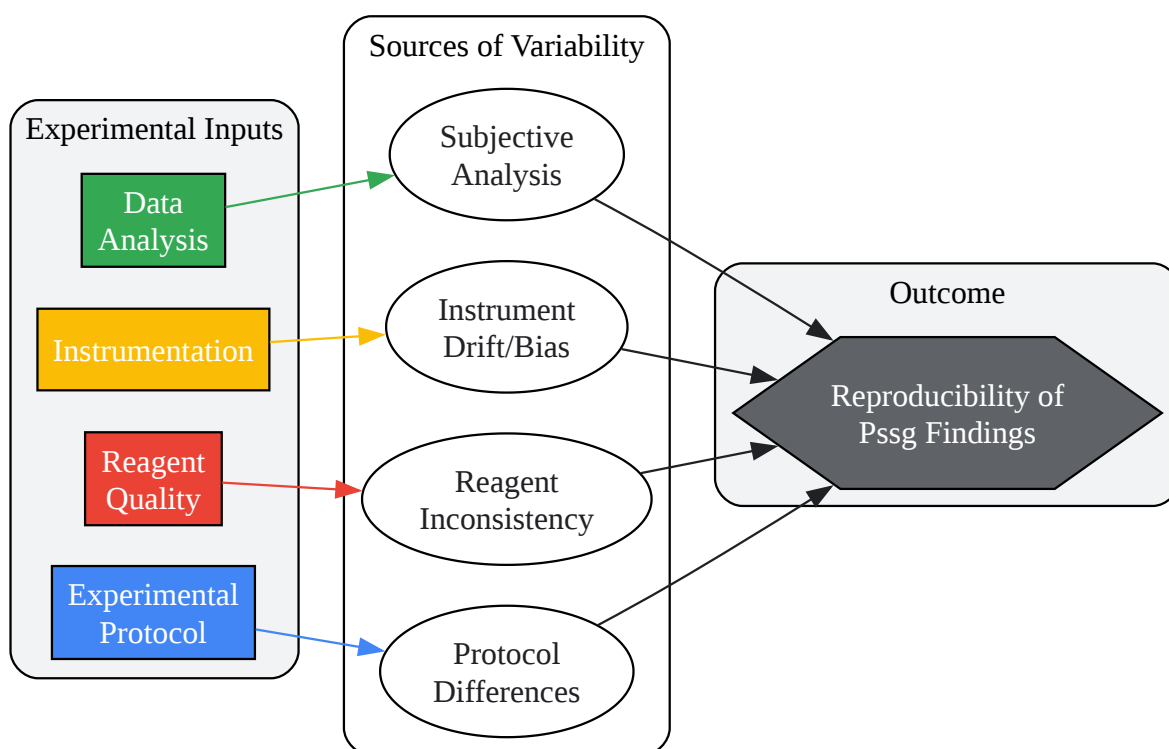 Experimental Inputs
Data
Analysis
Instrumentation
Reagent
Quality
Experimental
Protocol
Sources of Variability
Subjective
Analysis
Instrument
Drift/Bias
Reagent
Inconsistency
Protocol
Differences
Outcome
Reproducibility of
Pssg Findings